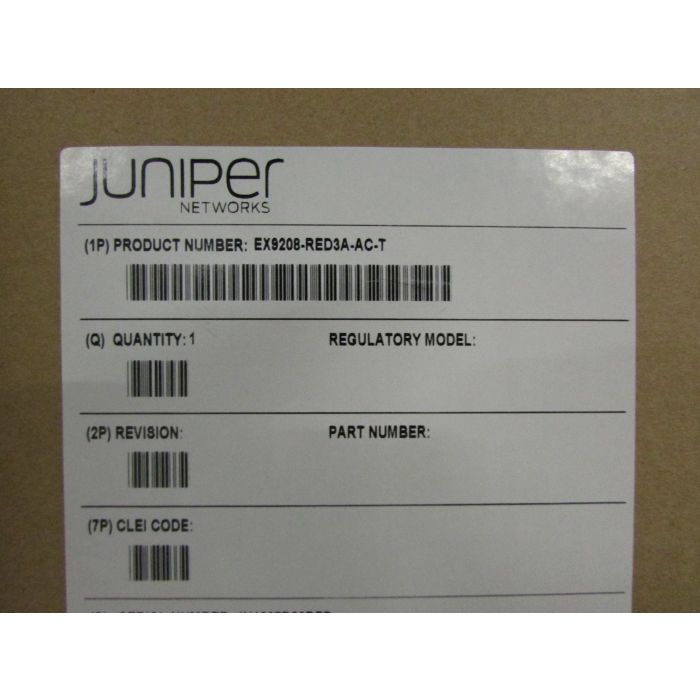 JUNIPer
NETWORKS
(1P) PRODUCT NUMBER: EX9208-RED3A-AC-T
(Q) QUANTITY: 1 REGULATORY MODEL:
(2P) REVISION: PART NUMBER:
(7P) CLEI CODE: